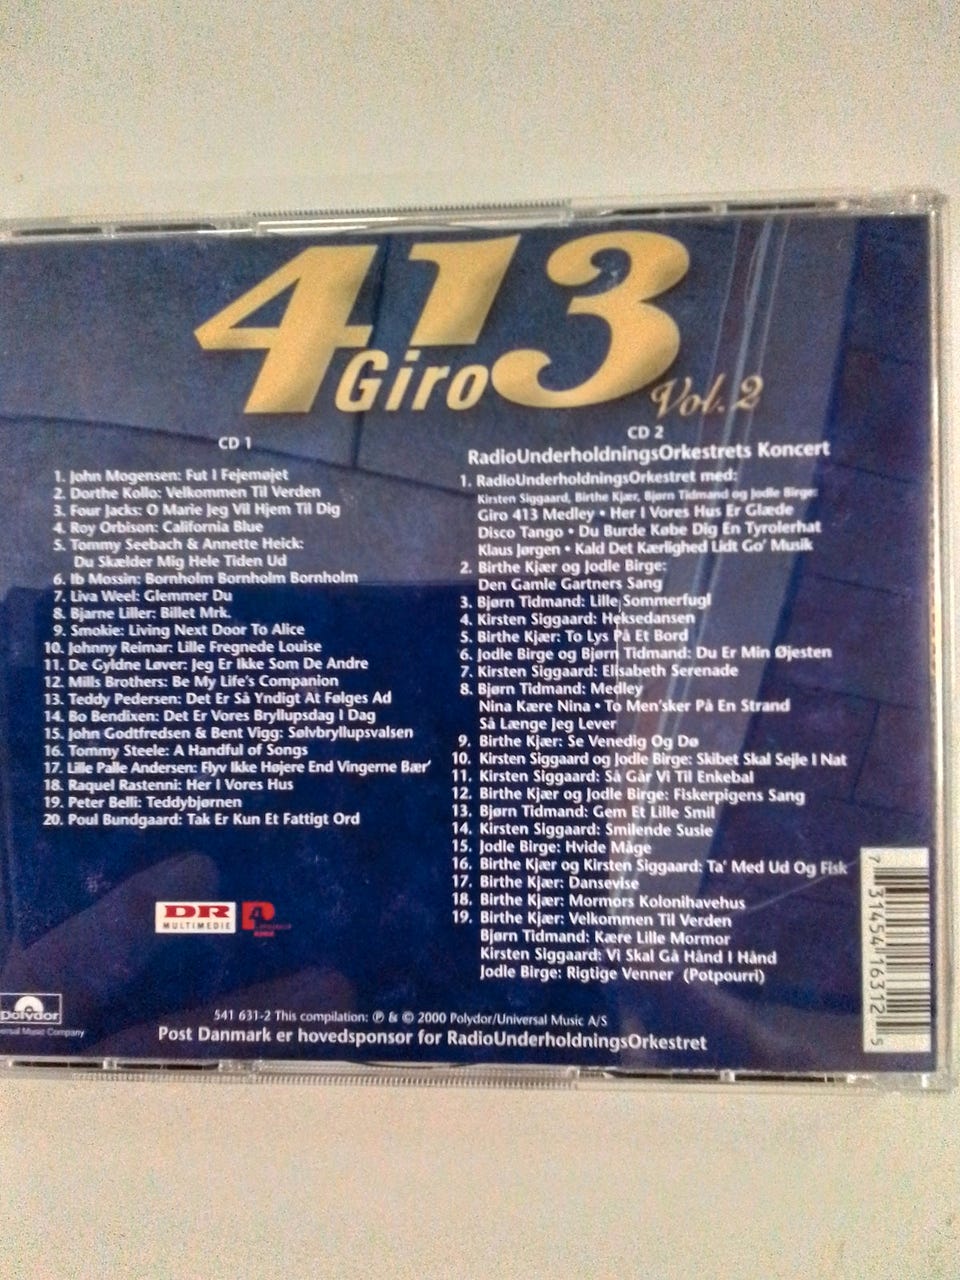 413
Giro
Vol. 2
CD 1
1. John Mogensen: Fut I Fejemøjet
2. Dorthe Kollo: Velkommen Til Verden
3. Four Jacks: O Marie Jeg Vil Hjem Til Dig
4. Roy Orbison: California Blue
5. Tommy Seebach & Annette Heick:
Du Skælder Mig Hele Tiden Ud
6. Ib Mossin: Bornholm Bornholm Bornholm
7. Liva Weel: Glemmer Du
8. Bjarne Liller: Billet Mrk.
9. Smokie: Living Next Door To Alice
10. Johnny Reimar: Lille Fregnede Louise
11. De Gyldne Løver: Jeg Er Ikke Som De Andre
12. Mills Brothers: Be My Life's Companion
13. Teddy Pedersen: Det Er Så Yndigt At Følges Ad
14. Bo Bendixen: Det Er Vores Bryllupsdag I Dag
15. John Godtfredsen & Bent Vigg: Sølvbryllupsvalsen
16. Tommy Steele: A Handful of Songs
17. Lille Palle Andersen: Flyv Ikke Højere End Vingerne Bær'
18. Raquel Rastenni: Her I Vores Hus
19. Peter Belli: Teddybjørnen
20. Poul Bundgaard: Tak Er Kun Et Fattigt Ord
CD 2
RadioUnderholdningsOrkestrets Koncert
1. RadioUnderholdningsOrkestret med:
Kirsten Siggaard, Birthe Kjær, Bjørn Tidmand og Jodle Birge:
Giro 413 Medley • Her I Vores Hus Er Glæde
Disco Tango • Du Burde Købe Dig En Tyrolerhat
Klaus Jørgen • Kald Det Kærlighed Lidt Go' Musik
2. Birthe Kjær og Jodle Birge:
Den Gamle Gartners Sang
3. Bjørn Tidmand: Lille Sommerfugl
4. Kirsten Siggaard: Heksedansen
5. Birthe Kjær: To Lys På Et Bord
6. Jodle Birge og Bjørn Tidmand: Du Er Min Øjesten
7. Kirsten Siggaard: Elisabeth Serenade
8. Bjørn Tidmand: Medley
Nina Kære Nina • To Men'sker På En Strand
Så Længe Jeg Lever
9. Birthe Kjær: Se Venedig Og Dø
10. Kirsten Siggaard og Jodle Birge: Skibet Skal Sejle I Nat
11. Kirsten Siggaard: Så Går Vi Til Enkebal
12. Birthe Kjær og Jodle Birge: Fiskerpigens Sang
13. Bjørn Tidmand: Gem Et Lille Smil
14. Kirsten Siggaard: Smilende Susie
15. Jodle Birge: Hvide Måge
16. Birthe Kjær og Kirsten Siggaard: Ta' Med Ud Og Fisk
17. Birthe Kjær: Dansevise
18. Birthe Kjær: Mormors Kolonihavehus
19. Birthe Kjær: Velkommen Til Verden
Bjørn Tidmand: Kære Lille Mormor
Kirsten Siggaard: Vi Skal Gå Hånd I Hånd
Jodle Birge: Rigtige Venner (Potpourri)
DR
MULTIMEDIE
Polydor
ersal Music Company
541 631-2 This compilation: ℗ & © 2000 Polydor/Universal Music A/S
Post Danmark er hovedsponsor for RadioUnderholdningsOrkestret
7 31454 16312 5